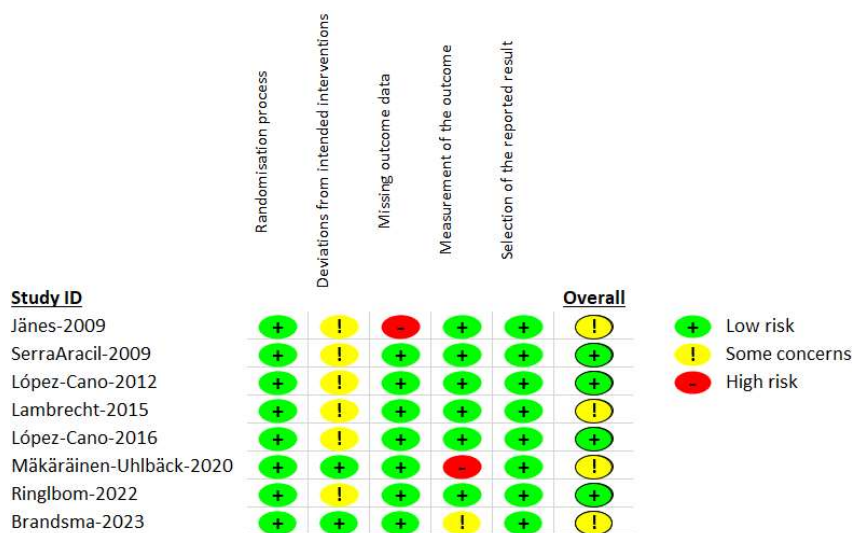 Randomisation process
Deviations from intended interventions
Missing outcome data
Measurement of the outcome
Selection of the reported result
Study ID Overall
Jänes-2009 + ! - + + !
+ Low risk
SerraAracil-2009 + ! + + + +
! Some concerns
López-Cano-2012 + ! + + + +
- High risk
Lambrecht-2015 + ! + + + !
López-Cano-2016 + ! + + + +
Mäkäräinen-Uhlbäck-2020 + + + - + !
Ringlbom-2022 + ! + + + +
Brandsma-2023 + + + ! + !